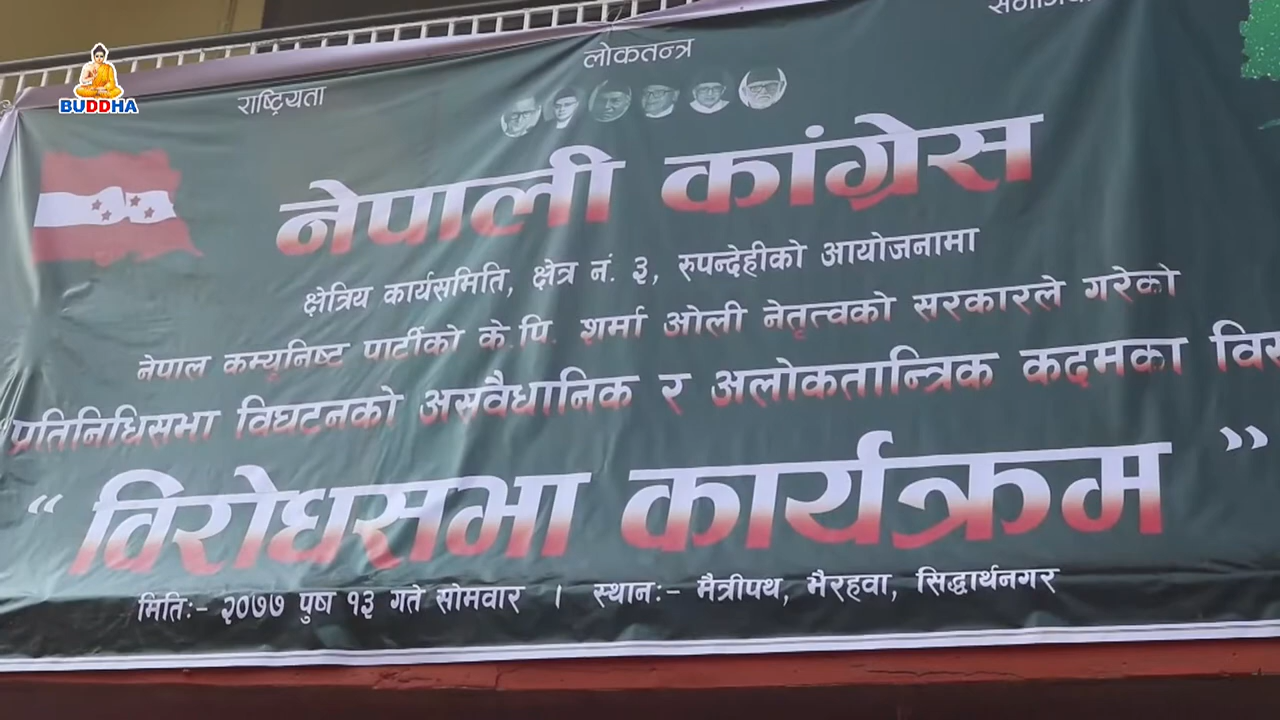 BUDDHA
राष्ट्रियता
लोकतन्त्र
नेपाली कांग्रेस
क्षेत्रिय कार्यसमिति, क्षेत्र नं. ३, रुपन्देहीको आयोजनामा
नेपाल कम्यूनिष्ट पार्टीको के.पि. शर्मा ओली नेतृत्वको सरकारले गरेको
प्रतिनिधिसभा विघटनको असवैधानिक र अलोकतान्त्रिक कदमका
“ विरोधसभा कार्यक्रम ”
मितिः- २०७७ पुष १३ गते सोमवार । स्थानः- मैत्रीपथ, भैरहवा, सिद्धार्थनगर